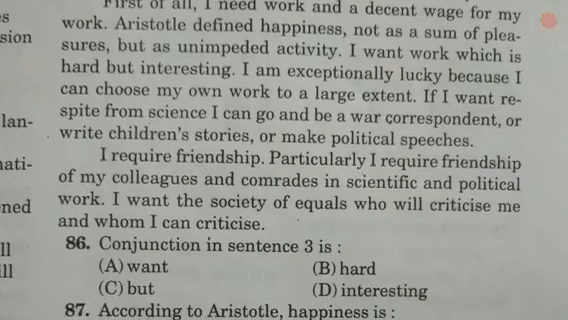 First of all, I need work and a decent wage for my
es
work. Aristotle defined happiness, not as a sum of plea-
sion
sures, but as unimpeded activity. I want work which is
hard but interesting. I am exceptionally lucky because I
can choose my own work to a large extent. If I want re-
lan-
spite from science I can go and be a war correspondent, or
write children's stories, or make political speeches.
nati-
I require friendship. Particularly I require friendship
of my colleagues and comrades in scientific and political
ned
work. I want the society of equals who will criticise me
and whom I can criticise.
ll
86. Conjunction in sentence 3 is :
ill
(A) want (B) hard
(C) but (D) interesting
87. According to Aristotle, happiness is :